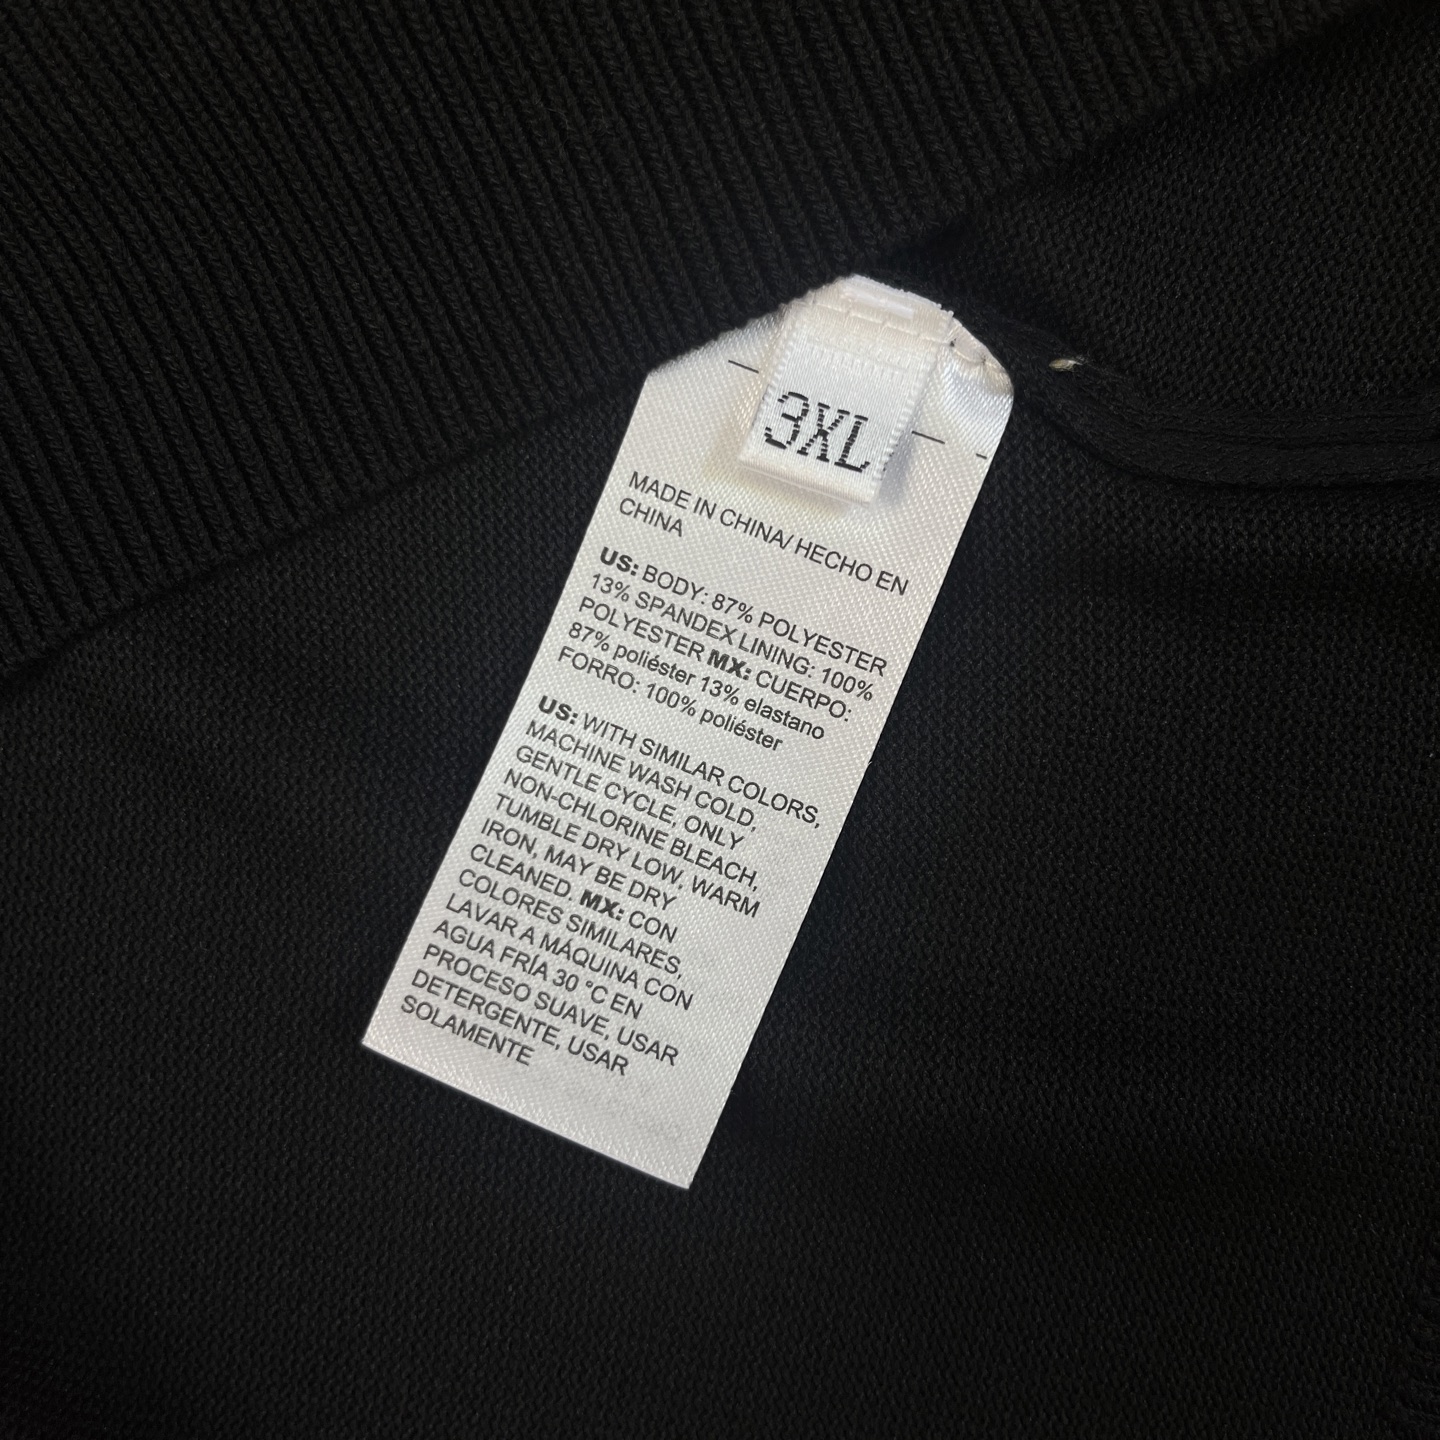 3XL
MADE IN CHINA/ HECHO EN
CHINA
US: BODY: 87% POLYESTER
13% SPANDEX LINING: 100%
POLYESTER MX: CUERPO:
87% poliéster 13% elastano
FORRO: 100% poliéster
US: WITH SIMILAR COLORS,
MACHINE WASH COLD,
GENTLE CYCLE, ONLY
NON-CHLORINE BLEACH,
TUMBLE DRY LOW, WARM
IRON, MAY BE DRY
CLEANED. MX: CON
COLORES SIMILARES,
LAVAR A MÁQUINA CON
AGUA FRÍA 30 °C EN
PROCESO SUAVE, USAR
DETERGENTE, USAR
SOLAMENTE